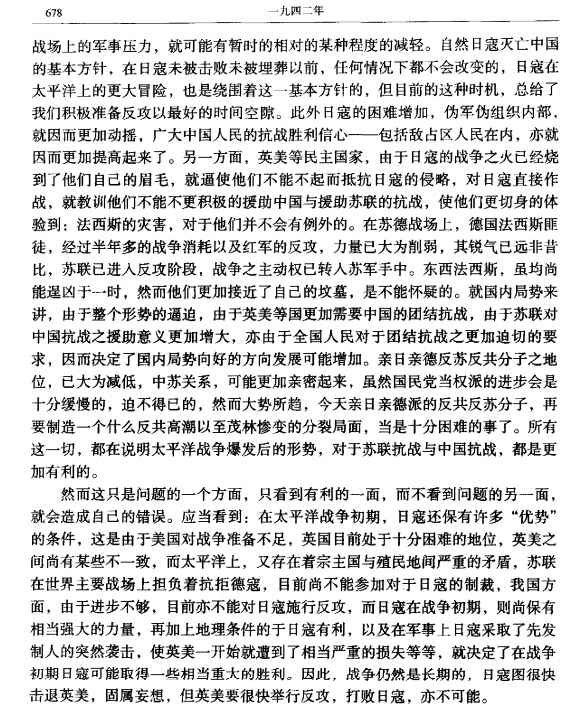 678
一九四二年
战场上的军事压力，就可能有暂时的相对的某种程度的减轻。自然日寇灭亡中国
的基本方针，在日寇未被击败未被埋葬以前，任何情况下都不会改变的，日寇在
太平洋上的更大冒险，也是绕围着这一基本方针的，但目前的这种时机，总给了
我们积极准备反攻以最好的时间空隙。此外日寇的困难增加，伪军伪组织内部，
就因而更加动摇，广大中国人民的抗战胜利信心——包括敌占区人民在内，亦就
因而更加提高起来了。另一方面，英美等民主国家，由于日寇的战争之火已经烧
到了他们自己的眉毛，就逼使他们不能不起而抵抗日寇的侵略，对日寇直接作
战，就教训他们不能不更积极的援助中国与援助苏联的抗战，使他们更切身的体
验到：法西斯的灾害，对于他们并不会有例外的。在苏德战场上，德国法西斯匪
徒，经过半年多的战争消耗以及红军的反攻，力量已大为削弱，其锐气已远非昔
比，苏联已进入反攻阶段，战争之主动权已转入苏军手中。东西法西斯，虽均尚
能逞凶于一时，然而他们更加接近了自己的坟墓，是不能怀疑的。就国内局势来
讲，由于整个形势的逼迫，由于英美等国更加需要中国的团结抗战，由于苏联对
中国抗战之援助意义更加增大，亦由于全国人民对于团结抗战之更加迫切的要
求，因而决定了国内局势向好的方向发展可能增加。亲日亲德反苏反共分子之地
位，已大为减低，中苏关系，可能更加亲密起来，虽然国民党当权派的进步会是
十分缓慢的，迫不得已的，然而大势所趋，今天亲日亲德派的反共反苏分子，再
要制造一个什么反共高潮以至茂林惨变的分裂局面，当是十分困难的事了。所有
这一切，都在说明太平洋战争爆发后的形势，对于苏联抗战与中国抗战，都是更
加有利的。
然而这只是问题的一个方面，只看到有利的一面，而不看到问题的另一面，
就会造成自己的错误。应当看到：在太平洋战争初期，日寇还保有许多“优势”
的条件，这是由于美国对战争准备不足，英国目前处于十分困难的地位，英美之
间尚有某些不一致，而太平洋上，又存在着宗主国与殖民地间严重的矛盾，苏联
在世界主要战场上担负着抗拒德寇，目前尚不能参加对于日寇的制裁，我国方
面，由于进步不够，目前亦不能对日寇施行反攻，而日寇在战争初期，则尚保有
相当强大的力量，再加上地理条件的于日寇有利，以及在军事上日寇采取了先发
制人的突然袭击，使英美一开始就遭到了相当严重的损失等等，就决定了在战争
初期日寇可能取得一些相当重大的胜利。因此，战争仍然是长期的，日寇图很快
击退英美，固属妄想，但英美要很快举行反攻，打败日寇，亦不可能。